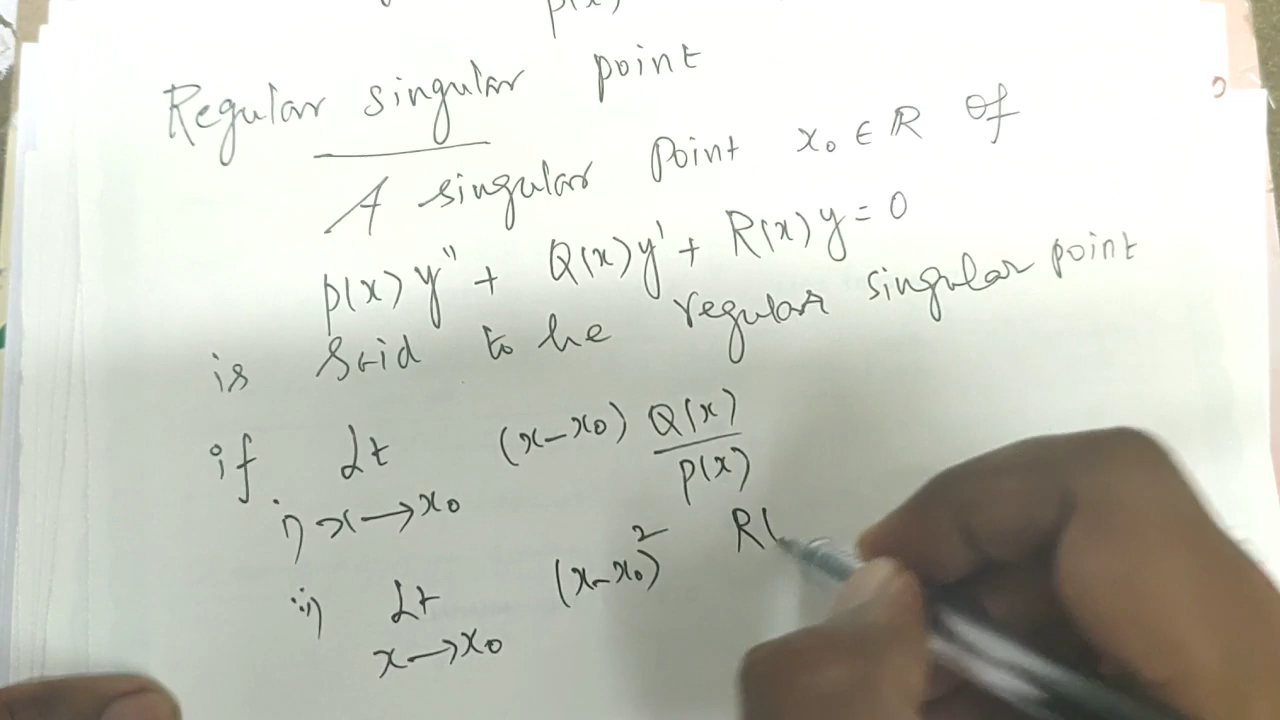 p(x)
Regular singular point
A singular point x₀ ∈ ℝ of
p(x) y'' + Q(x) y' + R(x) y = 0
is said to be regular singular point
if Lt (x-x₀) Q(x)/p(x)
i) x→x₀
ii) Lt (x-x₀)² R(
x→x₀